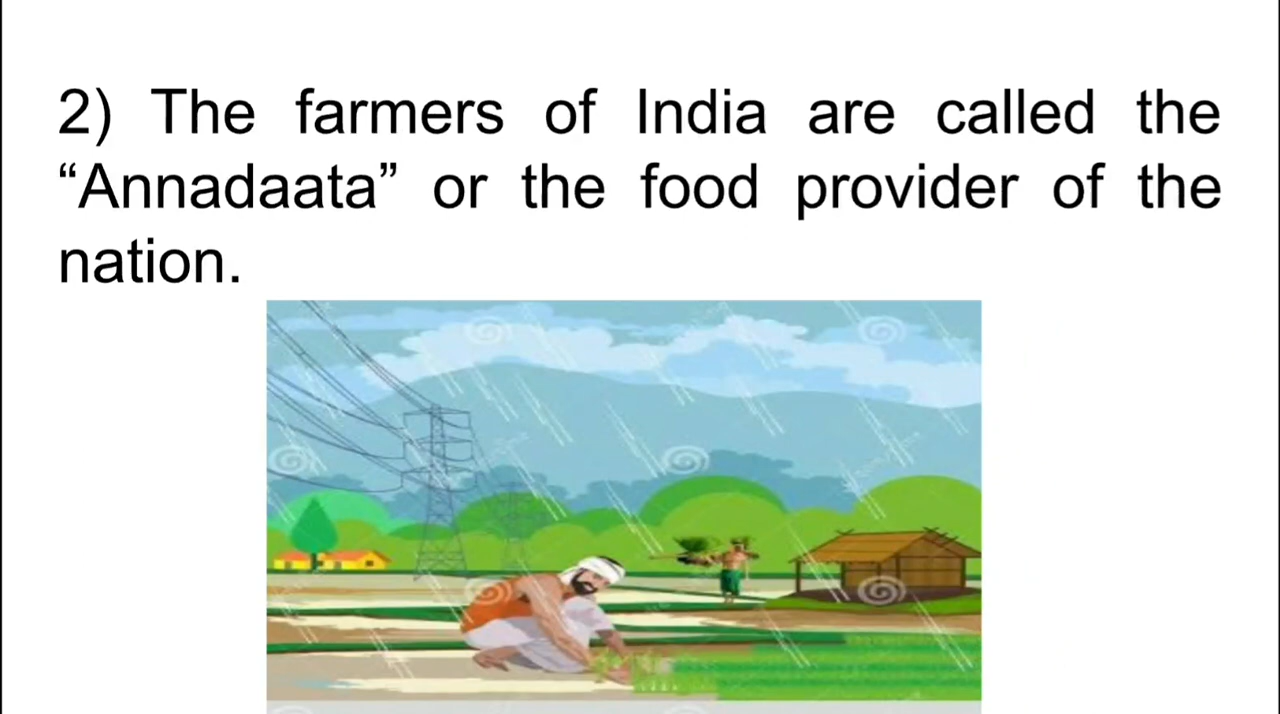 2) The farmers of India are called the
“Annadaata” or the food provider of the
nation.